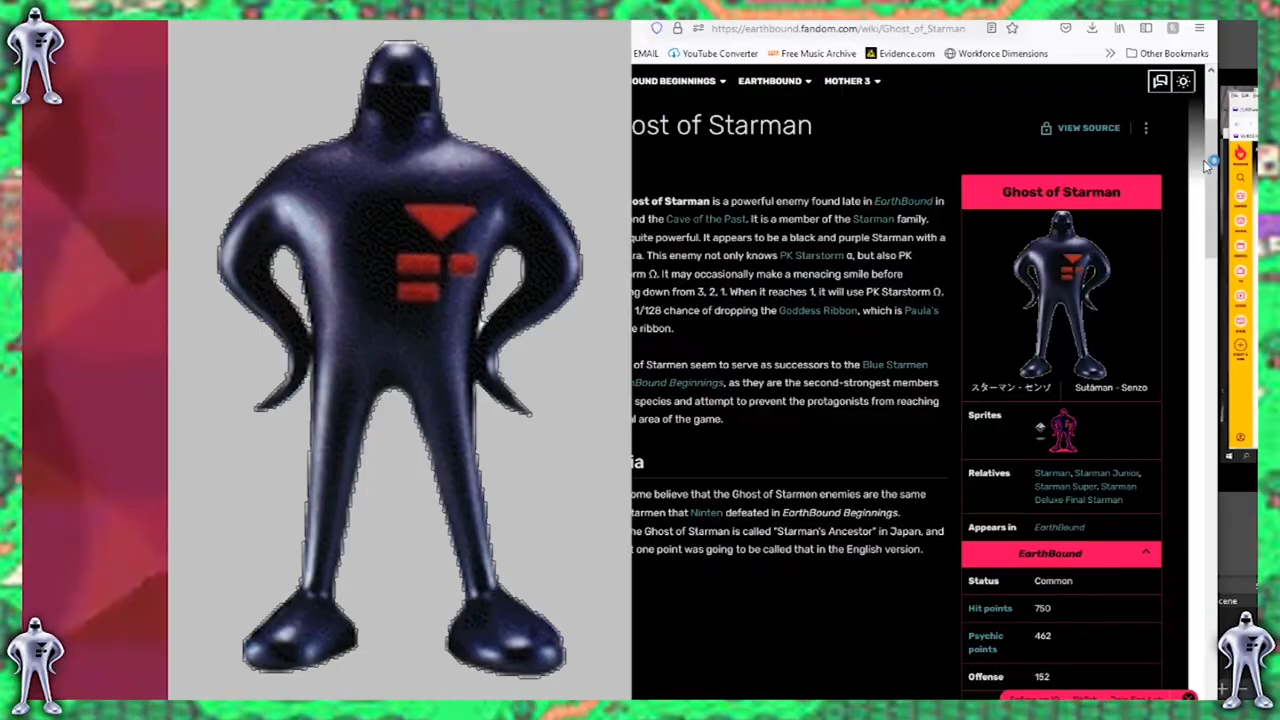 https://earthbound.fandom.com/wiki/Ghost_of_Starman
EMAIL YouTube Converter Free Music Archive Evidence.com Workforce Dimensions Other Bookmarks
OUND BEGINNINGS EARTHBOUND MOTHER 3
ost of Starman
VIEW SOURCE
ost of Starman is a powerful enemy found late in EarthBound in
nd the Cave of the Past. It is a member of the Starman family.
quite powerful. It appears to be a black and purple Starman with a
ra. This enemy not only knows PK Starstorm α, but also PK
orm Ω. It may occasionally make a menacing smile before
ng down from 3, 2, 1. When it reaches 1, it will use PK Starstorm Ω.
1/128 chance of dropping the Goddess Ribbon, which is Paula's
e ribbon.
of Starmen seem to serve as successors to the Blue Starmen
hBound Beginnings, as they are the second-strongest members
species and attempt to prevent the protagonists from reaching
al area of the game.
ia
ome believe that the Ghost of Starmen enemies are the same
tarmen that Ninten defeated in EarthBound Beginnings.
he Ghost of Starman is called "Starman's Ancestor" in Japan, and
t one point was going to be called that in the English version.
Ghost of Starman
スターマン - センゾ Sutāman - Senzo
Sprites
Relatives Starman, Starman Junior,
Starman Super, Starman
Deluxe Final Starman
Appears in EarthBound
EarthBound
Status Common
Hit points 750
Psychic points 462
Offense 152
cene